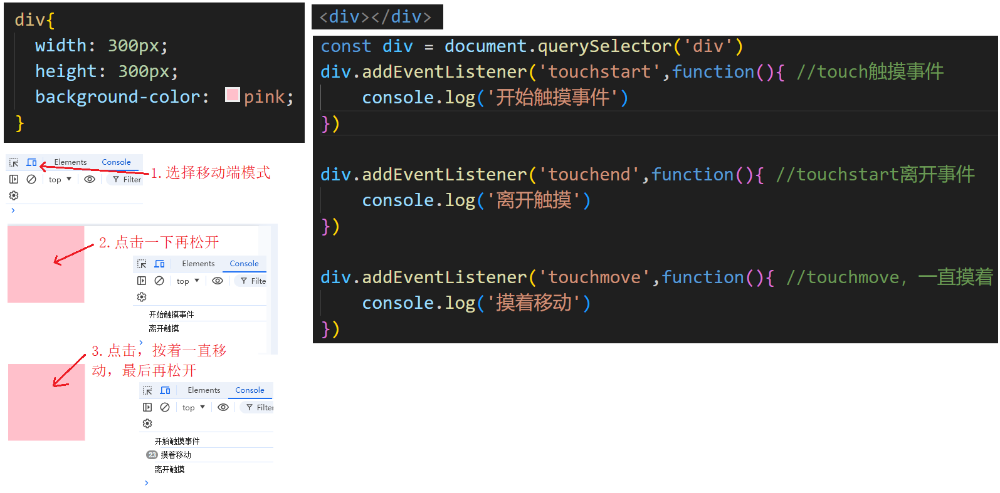 div{
width: 300px;
height: 300px;
background-color: pink;
}
<div></div>
const div = document.querySelector('div')
div.addEventListener('touchstart',function(){ //touch触摸事件
console.log('开始触摸事件')
})
div.addEventListener('touchend',function(){ //touchstart离开事件
console.log('离开触摸')
})
div.addEventListener('touchmove',function(){ //touchmove，一直摸着
console.log('摸着移动')
})
Elements Console
top Filter
1.选择移动端模式
2.点击一下再松开
Elements Console
top Filte
开始触摸事件
离开触摸
3.点击，按着一直移
动，最后再松开
Elements Console
top Filter
开始触摸事件
23 摸着移动
离开触摸